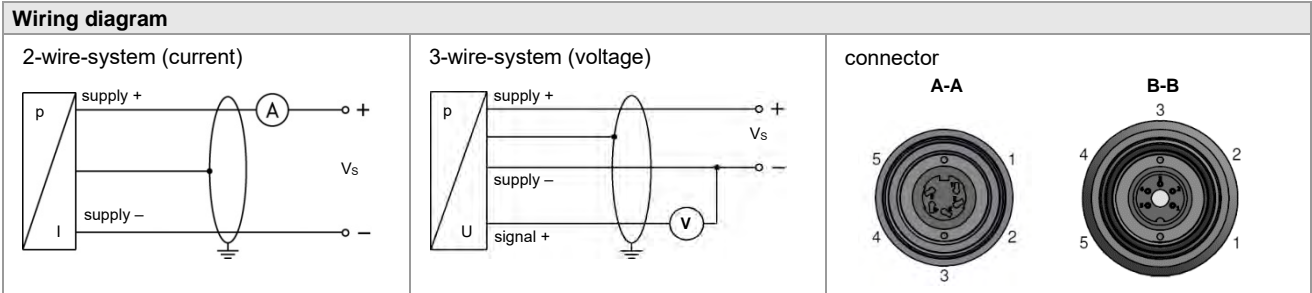 Wiring diagram
2-wire-system (current)
p
supply +
A
+
VS
supply –
I
–
3-wire-system (voltage)
p
supply +
+
VS
supply –
–
V
U
signal +
connector
A-A
B-B
5
1
4
2
3
3
4
2
5
1